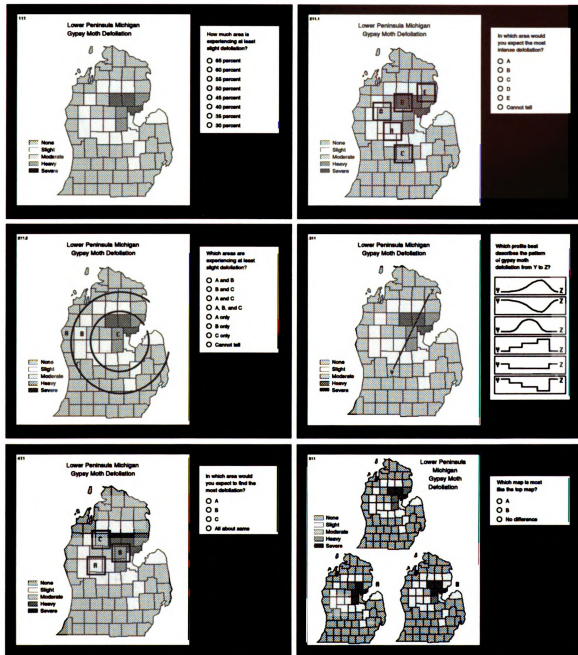 111
Lower Peninsula Michigan
Gypsy Moth Defoliation
None
Slight
Moderate
Heavy
Severe
How much area is
experiencing at least
slight defoliation?
65 percent
60 percent
55 percent
50 percent
45 percent
40 percent
35 percent
30 percent
211.1
Lower Peninsula Michigan
Gypsy Moth Defoliation
E
C
None
Slight
Moderate
Heavy
Severe
In which area would
you expect the most
intense defoliation?
A
B
C
D
E
Cannot tell
Lower Peninsula Michigan
Gypsy Moth Defoliation
None
Slight
Moderate
Heavy
Severe
Which areas are
experiencing at least
slight defoliation?
A and B
B and C
A and C
A, B, and C
A only
B only
C only
Cannot tell
311
Lower Peninsula Michigan
Gypsy Moth Defoliation
None
Slight
Moderate
Heavy
Severe
Which profile best
describes the pattern
of gypsy moth
defoliation from Y to Z?
Y Z
Y Z
Y Z
Y Z
Y Z
Y Z
411
Lower Peninsula Michigan
Gypsy Moth Defoliation
C
None
Slight
Moderate
Heavy
Severe
In which area would
you expect to find the
most defoliation?
A
B
C
All about same
Lower Peninsula
Michigan
Gypsy Moth
Defoliation
None
Slight
Moderate
Heavy
Severe
A
B
Which map is most
like the top map?
A
B
No difference